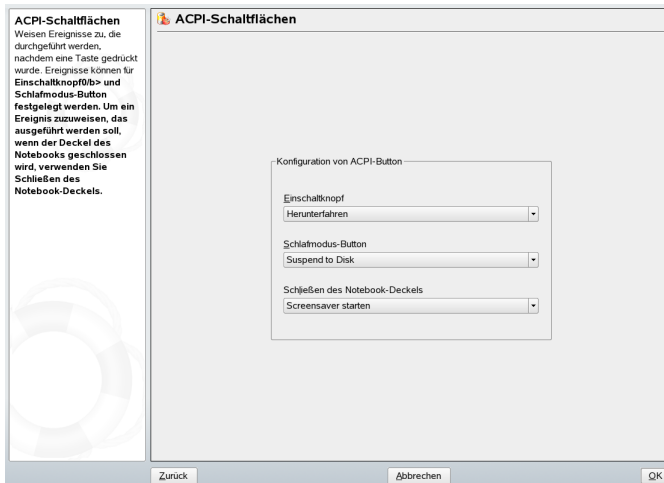 ACPI-Schaltflächen
Weisen Ereignisse zu, die
durchgeführt werden,
nachdem eine Taste gedrückt
wurde. Ereignisse können für
Einschaltknopf0/b> und
Schlafmodus-Button
festgelegt werden. Um ein
Ereignis zuzuweisen, das
ausgeführt werden soll,
wenn der Deckel des
Notebooks geschlossen
wird, verwenden Sie
Schließen des
Notebook-Deckels.
ACPI-Schaltflächen
Konfiguration von ACPI-Button
Einschaltknopf
Herunterfahren
Schlafmodus-Button
Suspend to Disk
Schließen des Notebook-Deckels
Screensaver starten
Zurück
Abbrechen
OK